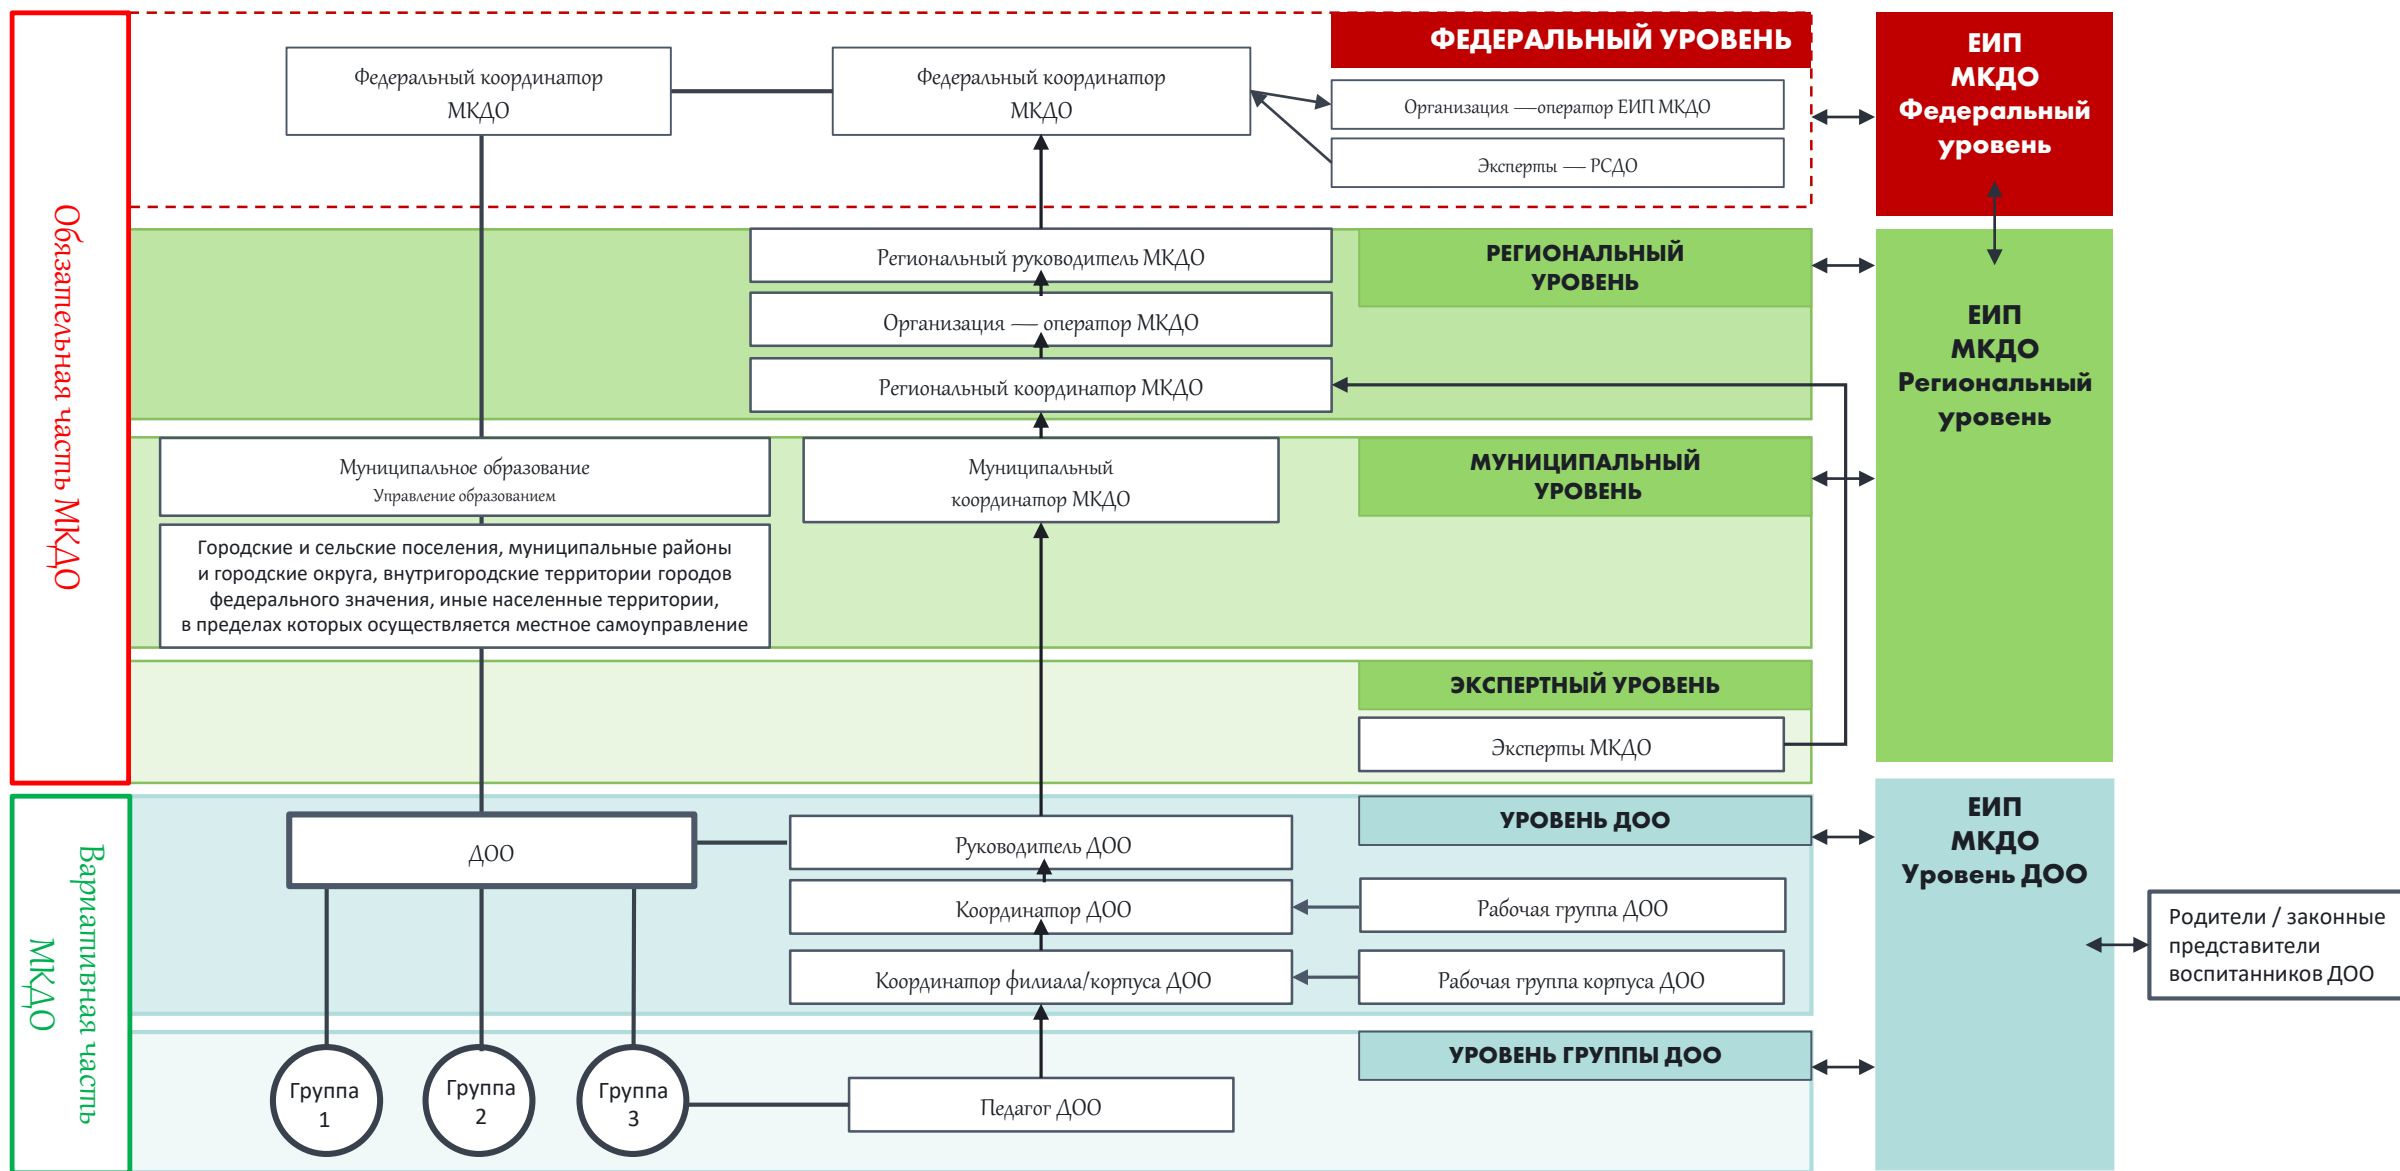 Обязательная часть МКДО
ФЕДЕРАЛЬНЫЙ УРОВЕНЬ
Федеральный координатор
МКДО
Федеральный координатор
МКДО
Организация —оператор ЕИП МКДО
Эксперты — РСДО
ЕИП
МКДО
Федеральный
уровень
РЕГИОНАЛЬНЫЙ
УРОВЕНЬ
Региональный руководитель МКДО
Организация — оператор МКДО
Региональный координатор МКДО
ЕИП
МКДО
Региональный
уровень
Муниципальное образование
Управление образованием
Городские и сельские поселения, муниципальные районы
и городские округа, внутригородские территории городов
федерального значения, иные населенные территории,
в пределах которых осуществляется местное самоуправление
Муниципальный
координатор МКДО
МУНИЦИПАЛЬНЫЙ
УРОВЕНЬ
ЭКСПЕРТНЫЙ УРОВЕНЬ
Эксперты МКДО
Вариативная часть
МКДО
ДОО
Руководитель ДОО
УРОВЕНЬ ДОО
Координатор ДОО
Рабочая группа ДОО
Координатор филиала/корпуса ДОО
Рабочая группа корпуса ДОО
ЕИП
МКДО
Уровень ДОО
Родители / законные
представители
воспитанников ДОО
УРОВЕНЬ ГРУППЫ ДОО
Группа
1
Группа
2
Группа
3
Педагог ДОО